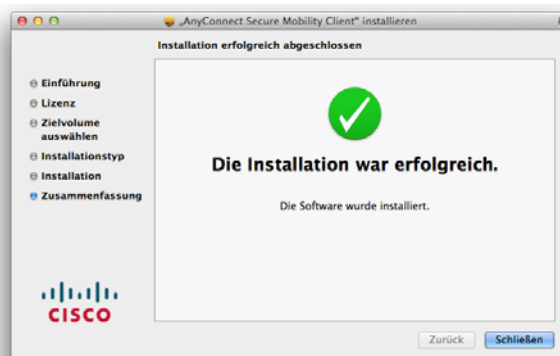 „AnyConnect Secure Mobility Client" installieren
Installation erfolgreich abgeschlossen
Einführung
Lizenz
Zielvolume
auswählen
Installationstyp
Installation
Zusammenfassung
Die Installation war erfolgreich.
Die Software wurde installiert.
CISCO
Zurück
Schließen